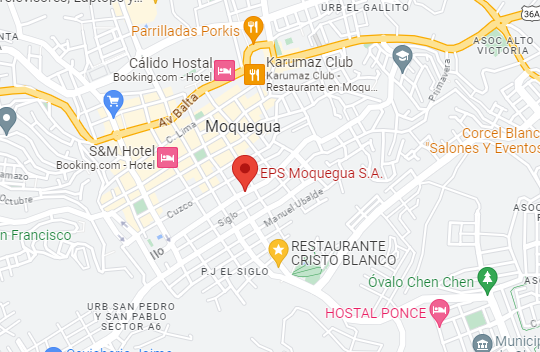 URB EL GALLITO
36A
Parrilladas Porkis
ASOC ALTO
VICTORIA
Cálido Hostal
Booking.com - Hotel
Karumaz Club
Karumaz Club -
Restaurante en Moqu...
Primavera
Av. Balta
C. Lima
Moquegua
Corcel Blanc
"Salones Y Eventos
S&M Hotel
Booking.com - Hotel
EPS Moquegua S.A.
amazo
Octubre
Cuzco
Siglo
Manuel Ubalde
ASOC
n Francisco
Ilo
RESTAURANTE
CRISTO BLANCO
P.J EL SIGLO
Óvalo Chen Chen
ASO
URB SAN PEDRO
Y SAN PABLO
SECTOR A6
HOSTAL PONCE
Municip